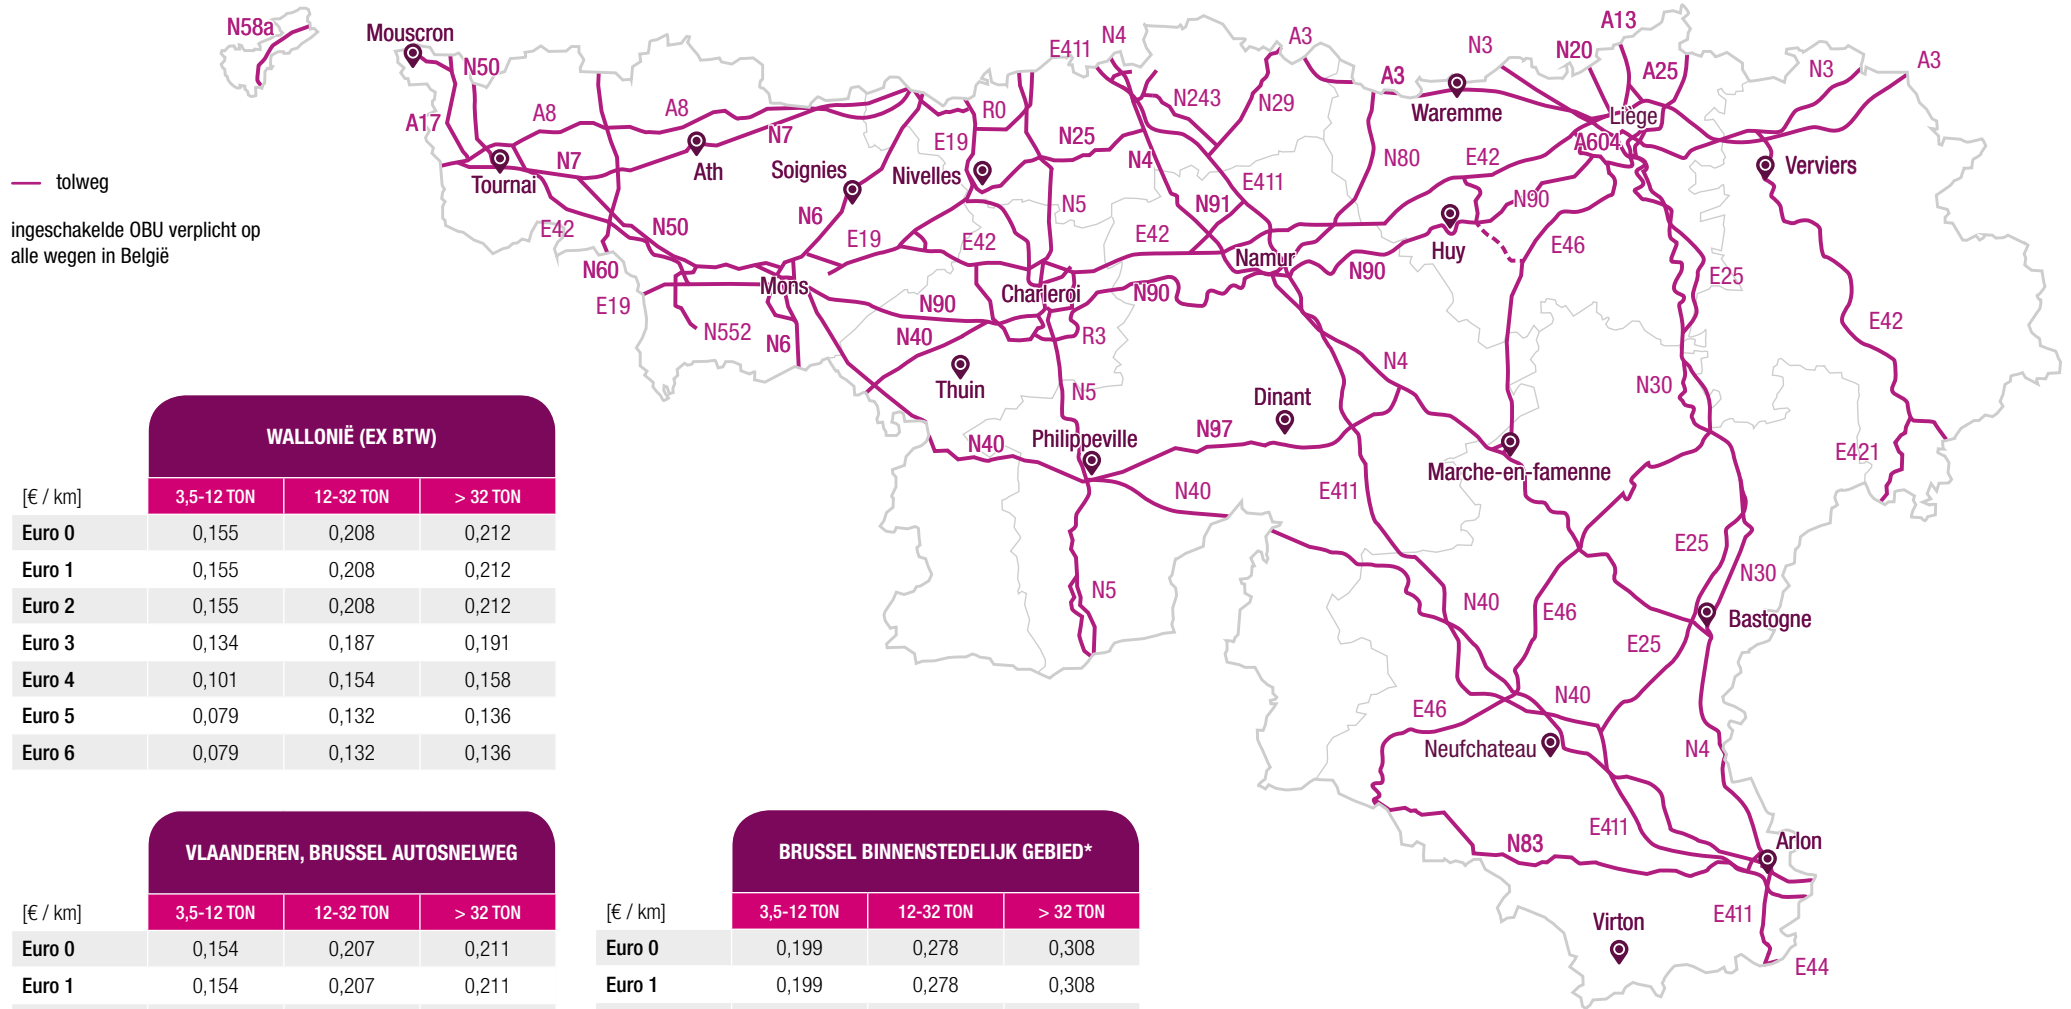 N58a
Mouscron
N50
A17
A8
A8
N7
N7
Tournai
Ath
Soignies
Nivelles
E19
R0
N25
E411
N4
N243
N29
A3
A3
N3
N20
A13
A25
N3
A3
Waremme
Liège
A604
Verviers
tolweg
ingeschakelde OBU verplicht op
alle wegen in België
E42
N50
N6
E19
E42
N5
N4
N91
E411
E42
N80
E42
N90
Huy
E46
E25
N60
E19
Mons
N552
N6
N90
N40
Charleroi
R3
N90
Namur
N90
E42
Thuin
N5
Dinant
N4
N30
N40
Philippeville
N97
N40
E411
Marche-en-famenne
E421
E25
N30
N5
N40
E46
E25
Bastogne
E46
N40
Neufchateau
N4
E411
N83
Arlon
E411
Virton
E44
WALLONIË (EX BTW)
[€ / km] 3,5-12 TON 12-32 TON > 32 TON
Euro 0 0,155 0,208 0,212
Euro 1 0,155 0,208 0,212
Euro 2 0,155 0,208 0,212
Euro 3 0,134 0,187 0,191
Euro 4 0,101 0,154 0,158
Euro 5 0,079 0,132 0,136
Euro 6 0,079 0,132 0,136
VLAANDEREN, BRUSSEL AUTOSNELWEG
[€ / km] 3,5-12 TON 12-32 TON > 32 TON
Euro 0 0,154 0,207 0,211
Euro 1 0,154 0,207 0,211
BRUSSEL BINNENSTEDELIJK GEBIED*
[€ / km] 3,5-12 TON 12-32 TON > 32 TON
Euro 0 0,199 0,278 0,308
Euro 1 0,199 0,278 0,308